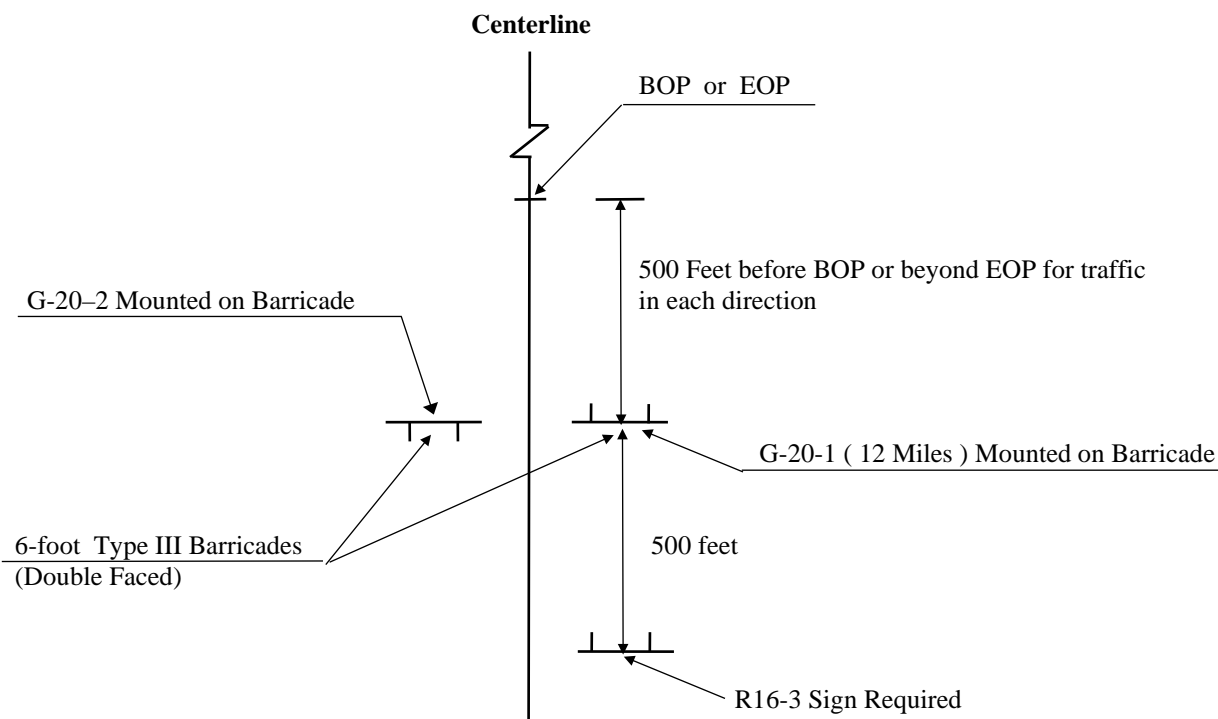 Centerline
BOP or EOP
500 Feet before BOP or beyond EOP for traffic
in each direction
G-20–2 Mounted on Barricade
G-20-1 ( 12 Miles ) Mounted on Barricade
6-foot Type III Barricades
(Double Faced)
500 feet
R16-3 Sign Required